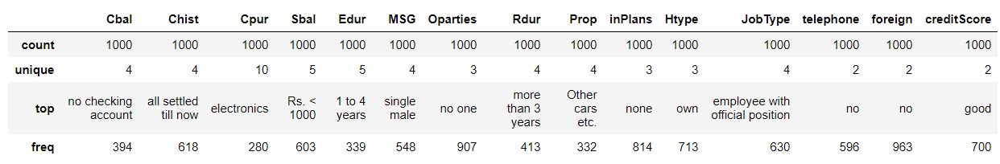 Cbal Chist Cpur Sbal Edur MSG Oparties Rdur Prop inPlans Htype JobType telephone foreign creditScore
count 1000 1000 1000 1000 1000 1000 1000 1000 1000 1000 1000 1000 1000 1000 1000
unique 4 4 10 5 5 4 3 4 4 3 3 4 2 2 2
top no checking account all settled till now electronics Rs. < 1000 1 to 4 years single male no one more than 3 years Other cars etc. none own employee with official position no no good
freq 394 618 280 603 339 548 907 413 332 814 713 630 596 963 700